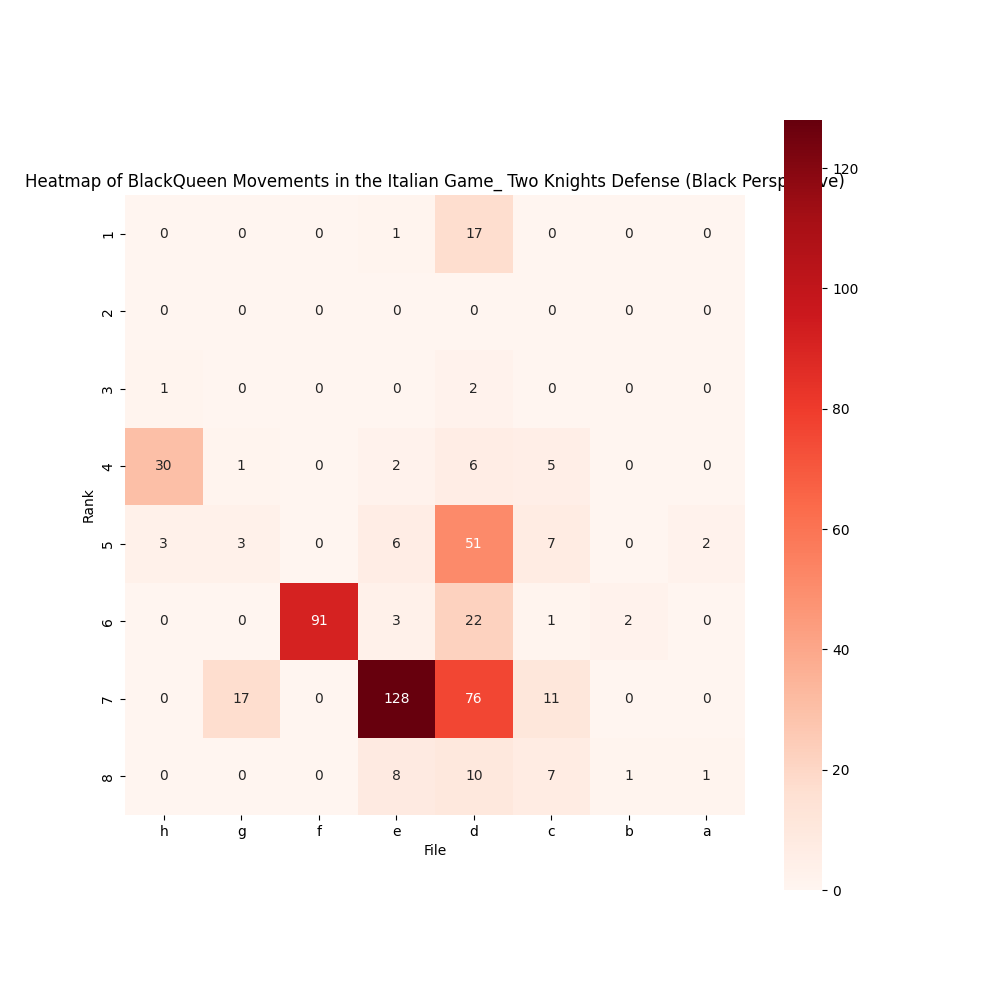 Heatmap of BlackQueen Movements in the Italian Game_ Two Knights Defense (Black Perspective)
120
1 0 0 0 1 17 0 0 0
100
2 0 0 0 0 0 0 0 0
3 1 0 0 0 2 0 0 0
80
4 30 1 0 2 6 5 0 0
Rank
60
5 3 3 0 6 51 7 0 2
6 0 0 91 3 22 1 2 0
40
7 0 17 0 128 76 11 0 0
20
8 0 0 0 8 10 7 1 1
h g f e d c b a
File
0